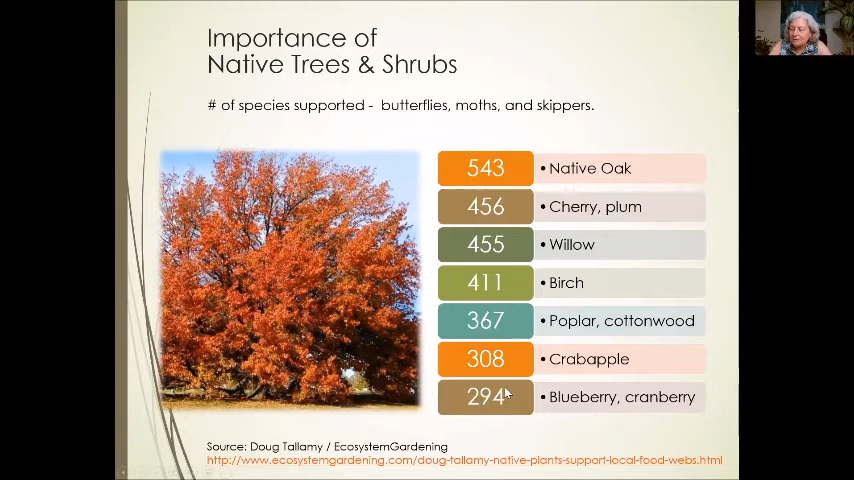 Importance of
Native Trees & Shrubs
# of species supported - butterflies, moths, and skippers.
543 • Native Oak
456 • Cherry, plum
455 • Willow
411 • Birch
367 • Poplar, cottonwood
308 • Crabapple
294 • Blueberry, cranberry
Source: Doug Tallamy / EcosystemGardening
http://www.ecosystemgardening.com/doug-tallamy-native-plants-support-local-food-webs.html